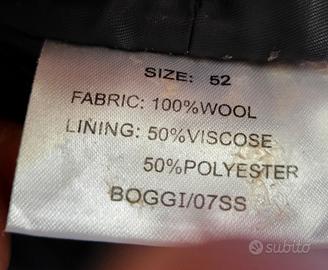 SIZE: 52
FABRIC: 100%WOOL
LINING: 50%VISCOSE
50%POLYESTER
BOGGI/07SS
subito